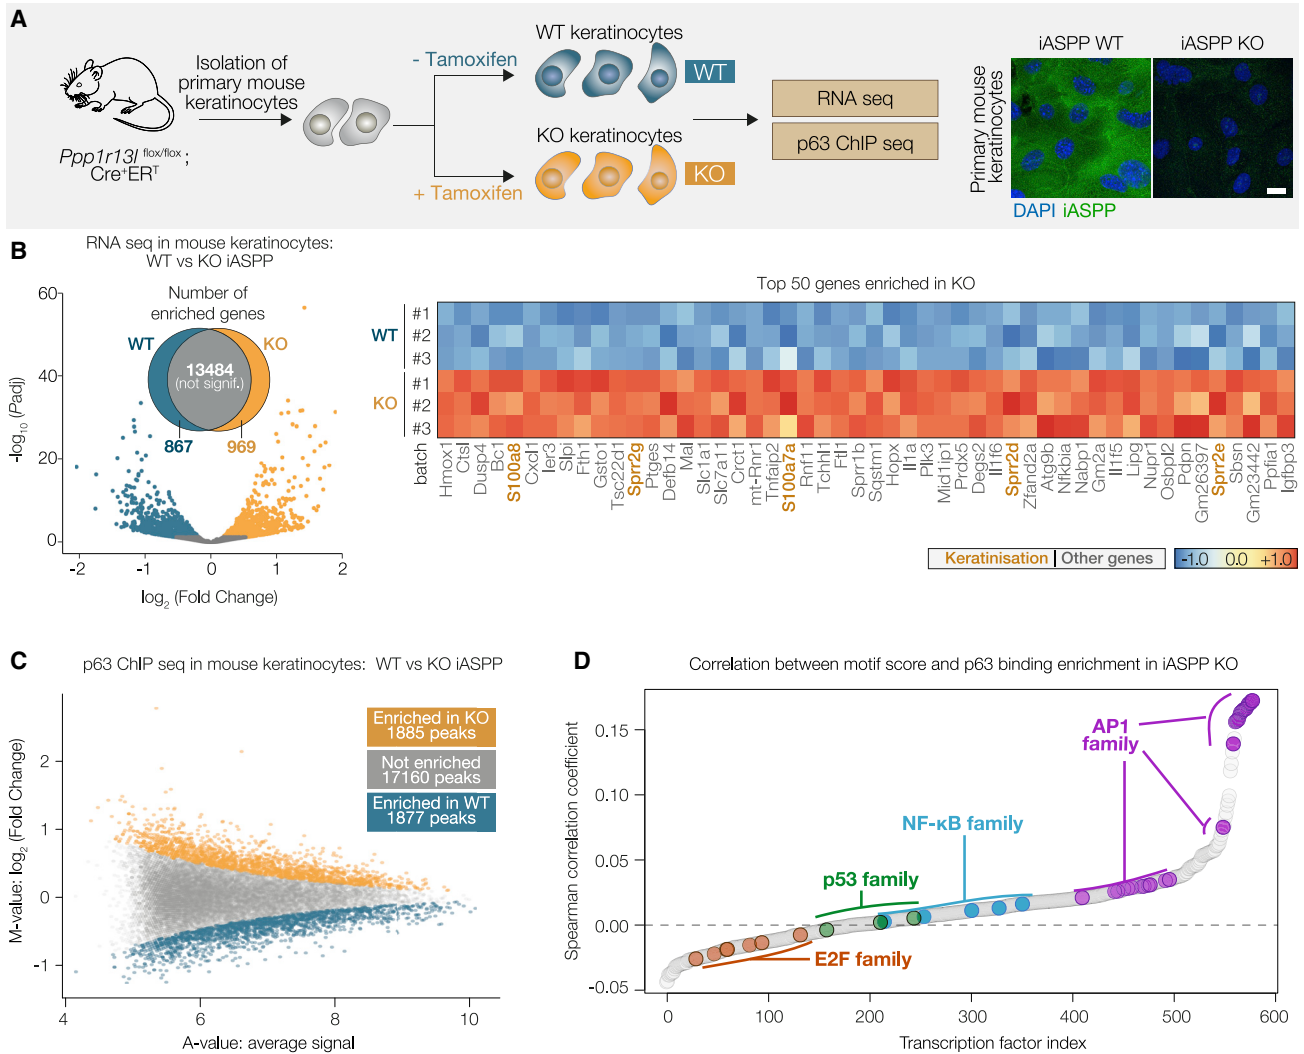 A
Isolation of
primary mouse
keratinocytes
Ppp1r13l flox/flox ;
Cre+ERT
- Tamoxifen
+ Tamoxifen
WT keratinocytes
WT
KO keratinocytes
KO
RNA seq
p63 ChIP seq
iASPP WT
iASPP KO
Primary mouse
keratinocytes
DAPI iASPP
B
RNA seq in mouse keratinocytes:
WT vs KO iASPP
Number of
enriched genes
WT
KO
13484
(not signif.)
867
969
60
40
20
0
-log10 (Padj)
-2
-1
0
1
2
log2 (Fold Change)
Top 50 genes enriched in KO
WT
#1
#2
#3
KO
#1
#2
#3
batch
Hmox1
Ctsl
Dusp4
Bc1
S100a8
Cxcl1
Ier3
Slpi
Fth1
Gsto1
Tsc22d1
Sprr2g
Ptges
Defb14
Mal
Slc1a1
Slc7a11
Crct1
mt-Rnr1
Tnfaip2
S100a7a
Rnf11
Tchhl1
Ftl1
Sprr1b
Sqstm1
Hopx
Il1a
Plk3
Mid1ip1
Prdx5
Degs2
Il1f6
Sprr2d
Zfand2a
Atg9b
Nfkbia
Nabp1
Gm2a
Il1f5
Lipg
Nupr1
Osbpl2
Pdpn
Gm26397
Sprr2e
Sbsn
Gm23442
Ppfia1
Igfbp3
Keratinisation | Other genes
-1.0 0.0 +1.0
C
p63 ChIP seq in mouse keratinocytes: WT vs KO iASPP
Enriched in KO
1885 peaks
Not enriched
17160 peaks
Enriched in WT
1877 peaks
2
1
0
-1
M-value: log2 (Fold Change)
4
6
8
10
A-value: average signal
D
Correlation between motif score and p63 binding enrichment in iASPP KO
0.15
0.10
0.05
0.00
-0.05
Spearman correlation coefficient
AP1
family
NF-κB family
p53 family
E2F family
0
100
200
300
400
500
600
Transcription factor index